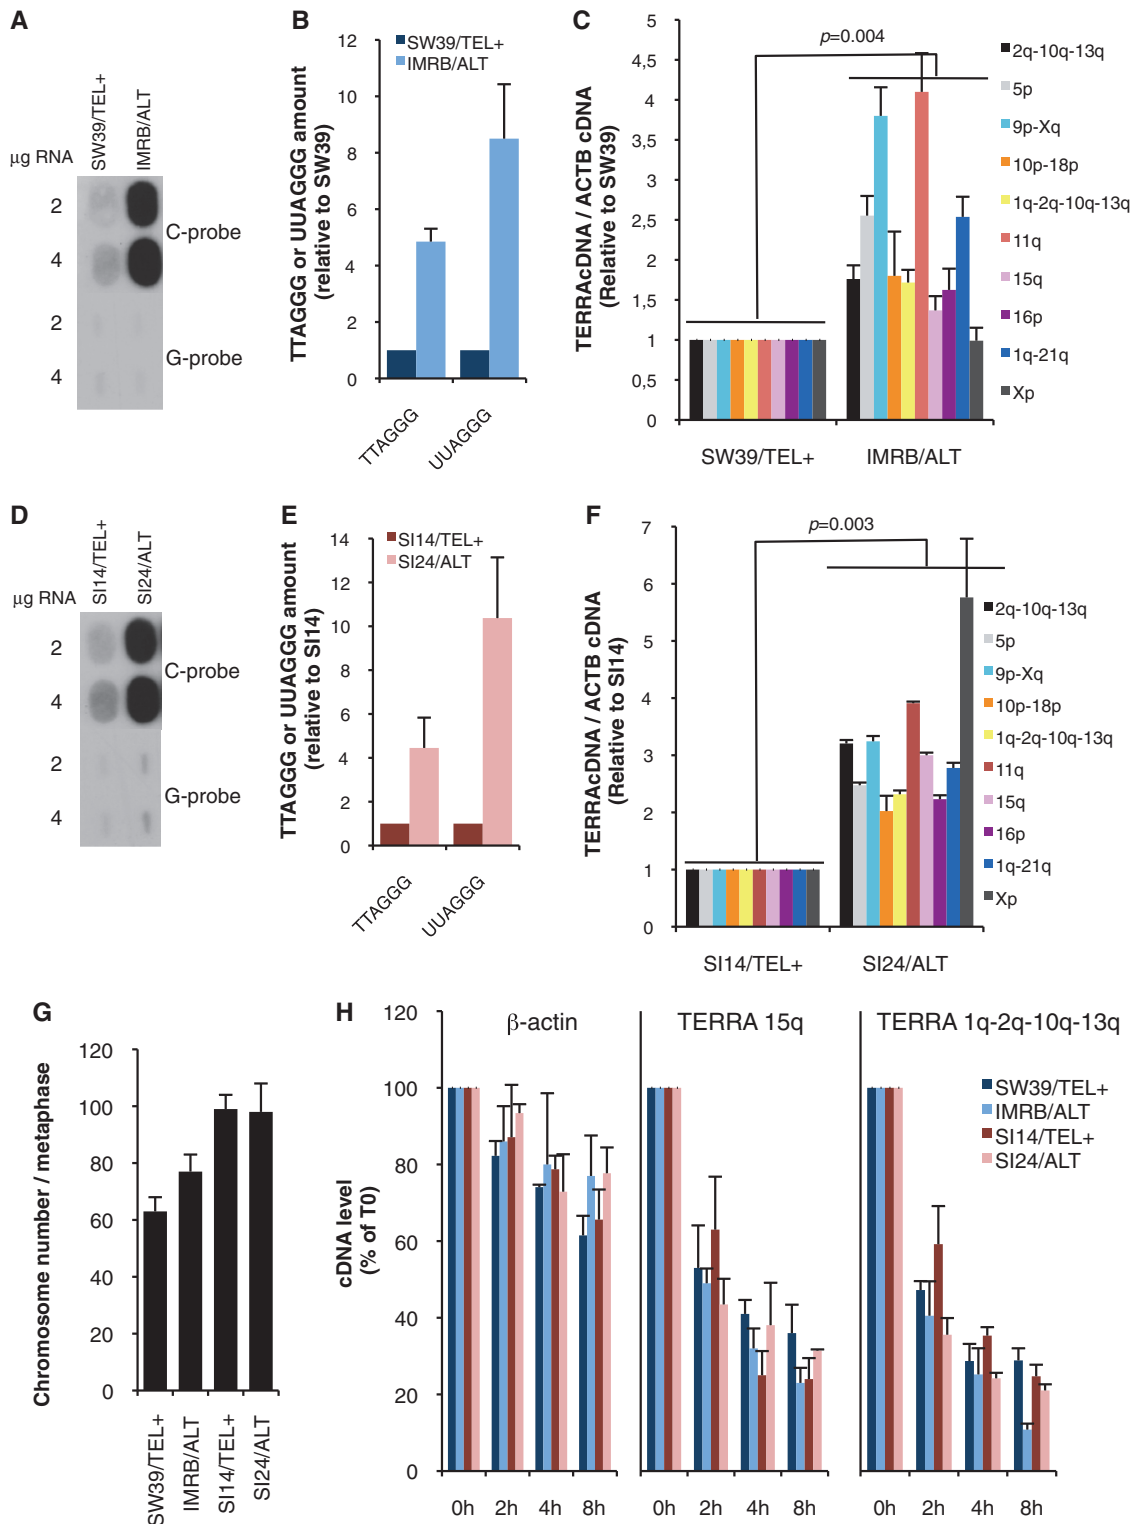 A
µg RNA
SW39/TEL+
IMRB/ALT
2
4
2
4
C-probe
G-probe
B
TTAGGG or UUAGGG amount
(relative to SW39)
12
10
8
6
4
2
0
SW39/TEL+
IMRB/ALT
TTAGGG
UUAGGG
C
TERRAcDNA / ACTB cDNA
(Relative to SW39)
5
4,5
4
3,5
3
2,5
2
1,5
1
0,5
0
p=0.004
SW39/TEL+
IMRB/ALT
2q-10q-13q
5p
9p-Xq
10p-18p
1q-2q-10q-13q
11q
15q
16p
1q-21q
Xp
D
µg RNA
SI14/TEL+
SI24/ALT
2
4
2
4
C-probe
G-probe
E
TTAGGG or UUAGGG amount
(relative to SI14)
14
12
10
8
6
4
2
0
SI14/TEL+
SI24/ALT
TTAGGG
UUAGGG
F
TERRAcDNA / ACTB cDNA
(Relative to SI14)
7
6
5
4
3
2
1
0
p=0.003
SI14/TEL+
SI24/ALT
2q-10q-13q
5p
9p-Xq
10p-18p
1q-2q-10q-13q
11q
15q
16p
1q-21q
Xp
G
Chromosome number / metaphase
120
100
80
60
40
20
0
SW39/TEL+
IMRB/ALT
SI14/TEL+
SI24/ALT
H
cDNA level
(% of T0)
120
100
80
60
40
20
0
β-actin
TERRA 15q
TERRA 1q-2q-10q-13q
SW39/TEL+
IMRB/ALT
SI14/TEL+
SI24/ALT
0h 2h 4h 8h
0h 2h 4h 8h
0h 2h 4h 8h